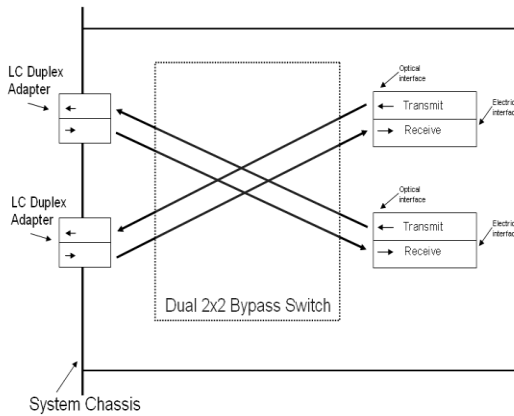 LC Duplex
Adapter
Optical
interface
Transmit
Receive
LC Duplex
Adapter
Optical
interface
Transmit
Receive
Dual 2x2 Bypass Switch
System Chassis